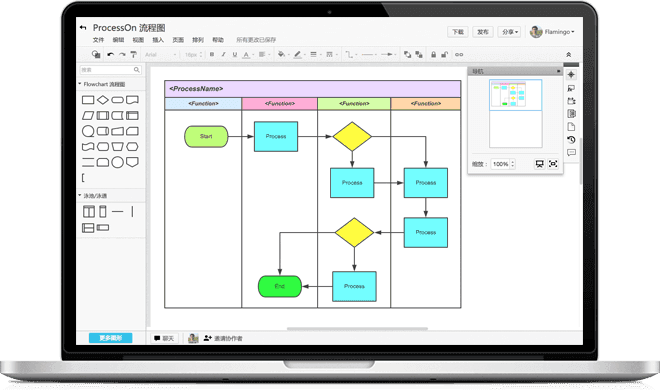 ProcessOn 流程图
文件 编辑 视图 插入 页面 排列 帮助 所有更改已保存
下载 发布 分享 Flamingo
Arial 10px B I U A T
搜索
Flowchart 流程图
泳池/泳道
更多图形
<ProcessName>
<Function> <Function> <Function> <Function>
Start Process
Process Process
Process
End Process
导航
缩放: 100%
聊天 邀请协作者